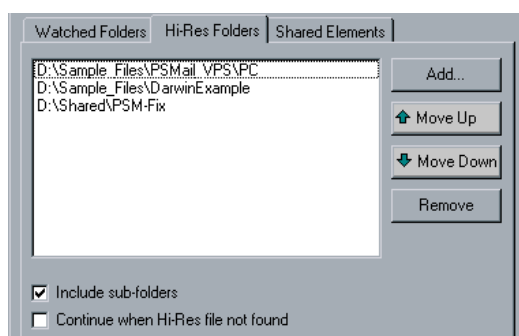 Watched Folders Hi-Res Folders Shared Elements
D:\Sample_Files\PSMail_VPS\PC
D:\Sample_Files\DarwinExample
D:\Shared\PSM-Fix
Add...
Move Up
Move Down
Remove
Include sub-folders
Continue when Hi-Res file not found